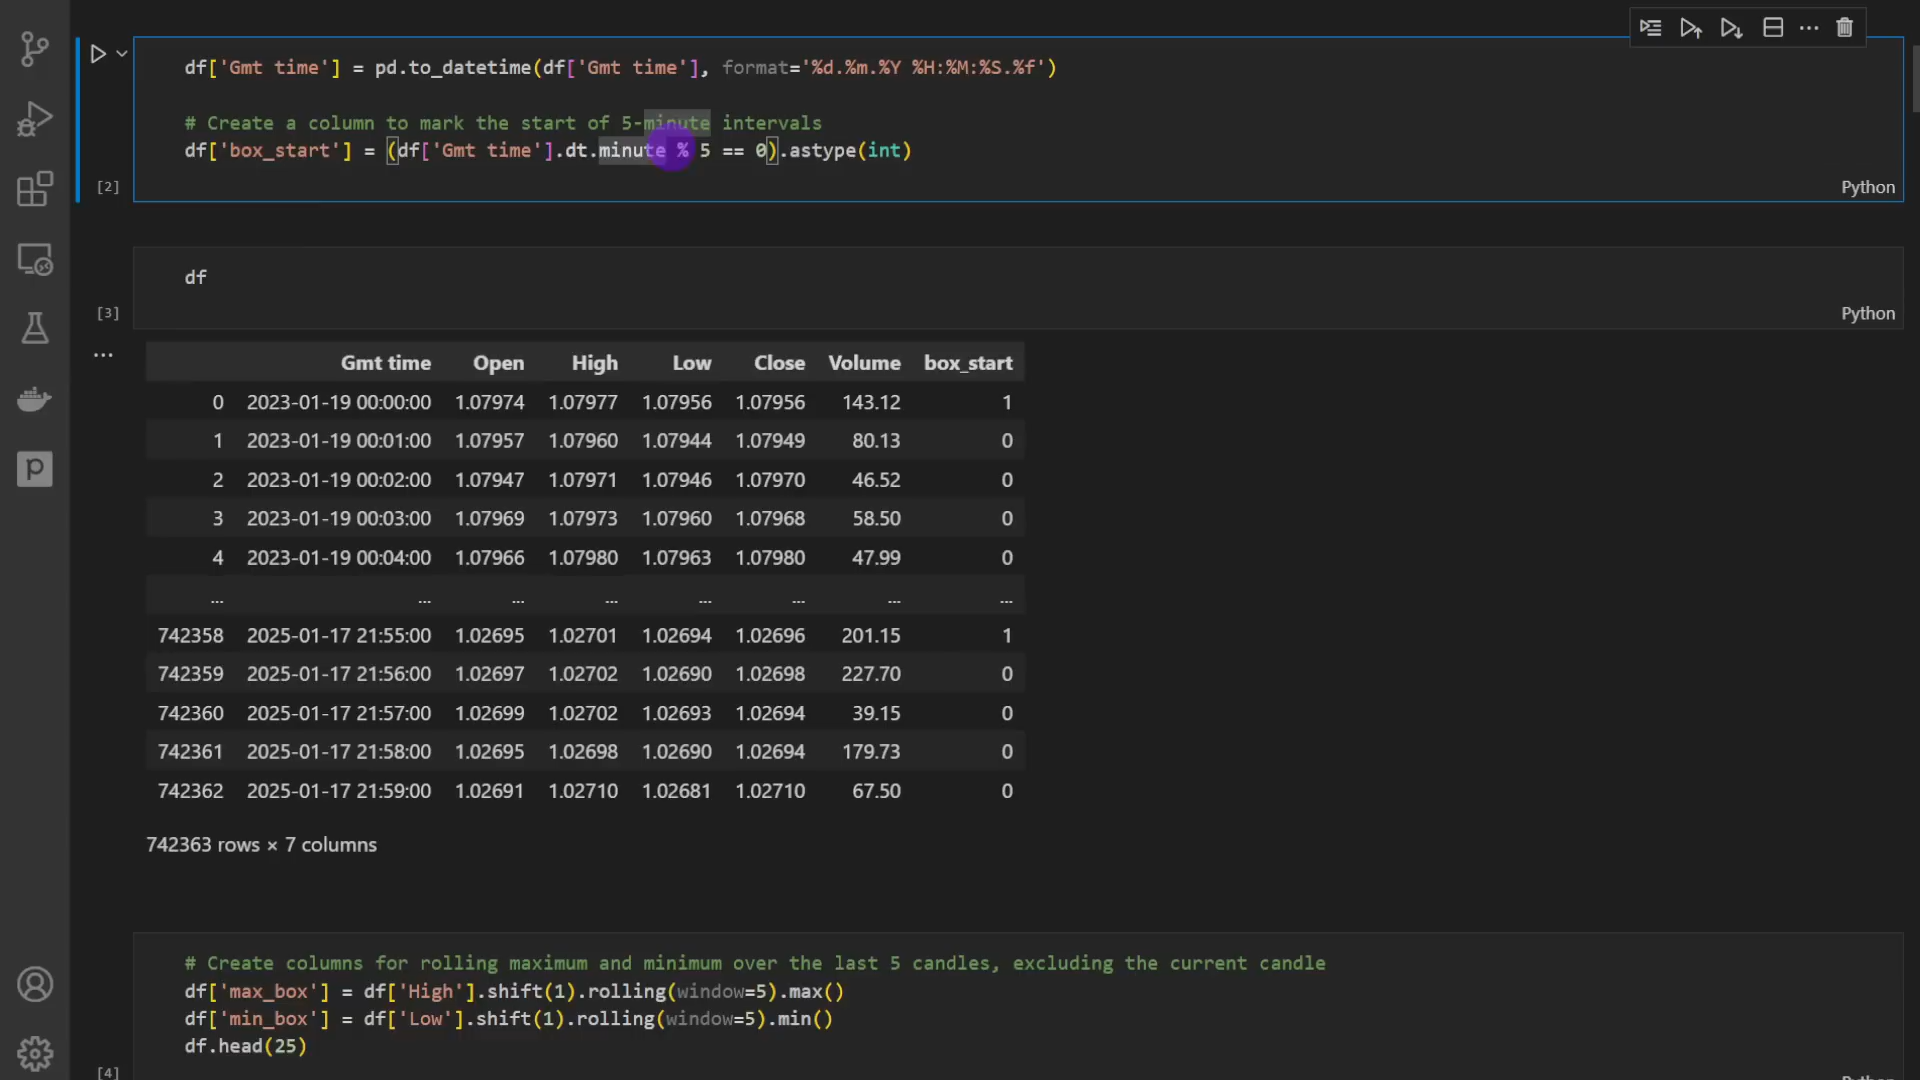 df['Gmt time'] = pd.to_datetime(df['Gmt time'], format='%d.%m.%Y %H:%M:%S.%f')
# Create a column to mark the start of 5-minute intervals
df['box_start'] = (df['Gmt time'].dt.minute % 5 == 0).astype(int)
[2]
Python
df
[3]
Python
...
Gmt time Open High Low Close Volume box_start
0 2023-01-19 00:00:00 1.07974 1.07977 1.07956 1.07956 143.12 1
1 2023-01-19 00:01:00 1.07957 1.07960 1.07944 1.07949 80.13 0
2 2023-01-19 00:02:00 1.07947 1.07971 1.07946 1.07970 46.52 0
3 2023-01-19 00:03:00 1.07969 1.07973 1.07960 1.07968 58.50 0
4 2023-01-19 00:04:00 1.07966 1.07980 1.07963 1.07980 47.99 0
... ... ... ... ... ... ... ...
742358 2025-01-17 21:55:00 1.02695 1.02701 1.02694 1.02696 201.15 1
742359 2025-01-17 21:56:00 1.02697 1.02702 1.02690 1.02698 227.70 0
742360 2025-01-17 21:57:00 1.02699 1.02702 1.02693 1.02694 39.15 0
742361 2025-01-17 21:58:00 1.02695 1.02698 1.02690 1.02694 179.73 0
742362 2025-01-17 21:59:00 1.02691 1.02710 1.02681 1.02710 67.50 0
742363 rows × 7 columns
# Create columns for rolling maximum and minimum over the last 5 candles, excluding the current candle
df['max_box'] = df['High'].shift(1).rolling(window=5).max()
df['min_box'] = df['Low'].shift(1).rolling(window=5).min()
df.head(25)
[4]
Python